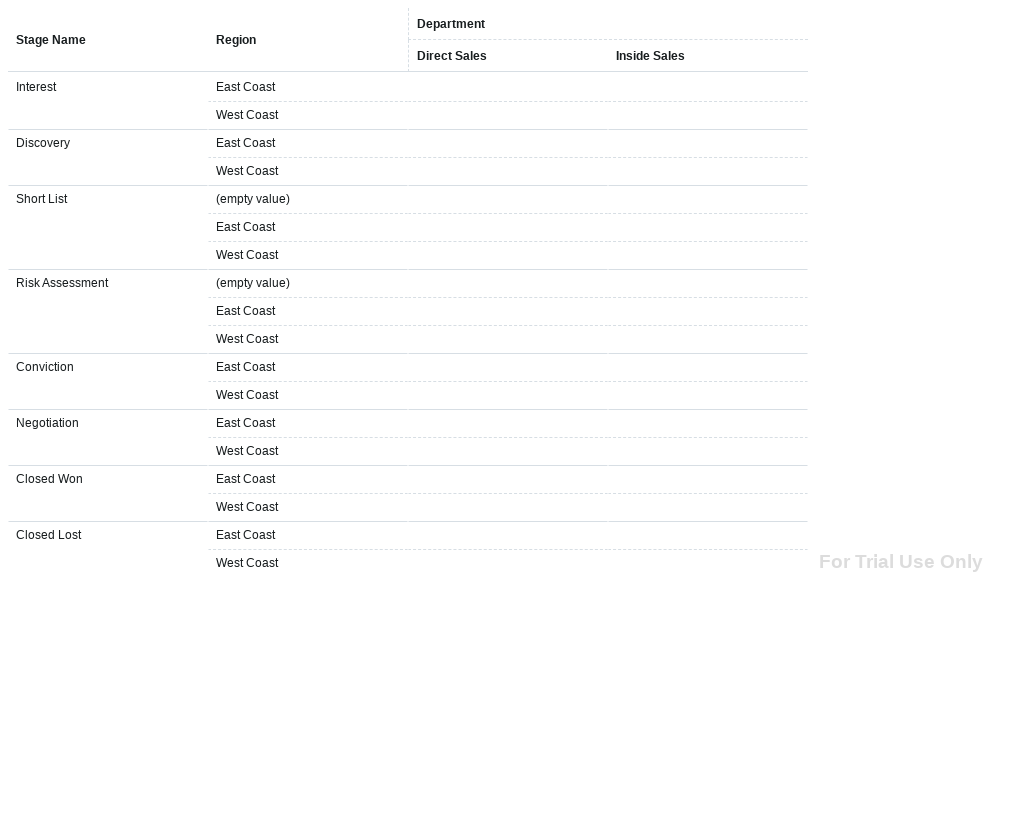 Department
Stage Name Region
Direct Sales Inside Sales
Interest East Coast
West Coast
Discovery East Coast
West Coast
Short List (empty value)
East Coast
West Coast
Risk Assessment (empty value)
East Coast
West Coast
Conviction East Coast
West Coast
Negotiation East Coast
West Coast
Closed Won East Coast
West Coast
Closed Lost East Coast
West Coast
For Trial Use Only